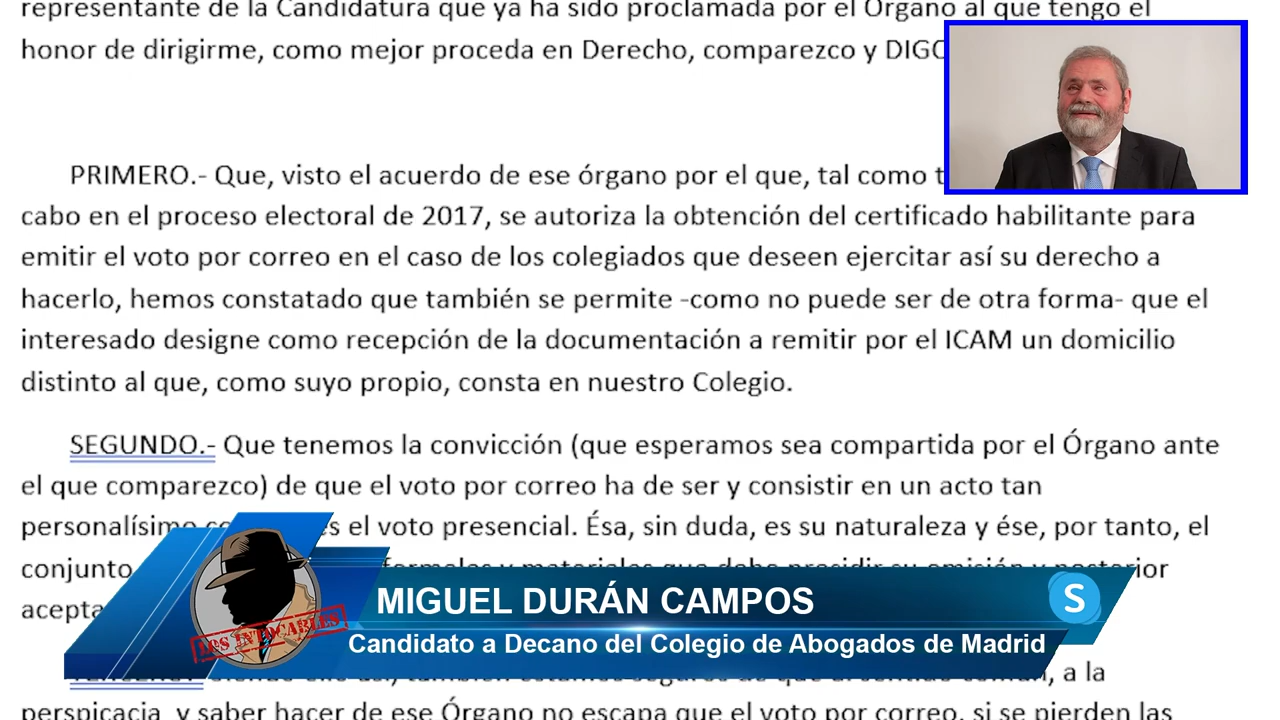 representante de la Candidatura que ya ha sido proclamada por el Órgano al que tengo el
honor de dirigirme, como mejor proceda en Derecho, comparezco y
PRIMERO.- Que, visto el acuerdo de ese órgano por el que, tal como
cabo en el proceso electoral de 2017, se autoriza la obtención del certificado habilitante para
emitir el voto por correo en el caso de los colegiados que deseen ejercitar así su derecho a
hacerlo, hemos constatado que también se permite -como no puede ser de otra forma- que el
interesado designe como recepción de la documentación a remitir por el ICAM un domicilio
distinto al que, como suyo propio, consta en nuestro Colegio.
SEGUNDO.- Que tenemos la convicción (que esperamos sea compartida por el Órgano ante
el que comparezco) de que el voto por correo ha de ser y consistir en un acto tan
personalísimo es el voto presencial. Ésa, sin duda, es su naturaleza y ése, por tanto, el
conjunto
LOS INTOCABLES
MIGUEL DURÁN CAMPOS
S
Candidato a Decano del Colegio de Abogados de Madrid
a la
perspicacia y saber hacer de ese Órgano no escapa que el voto por correo, si se pierden las